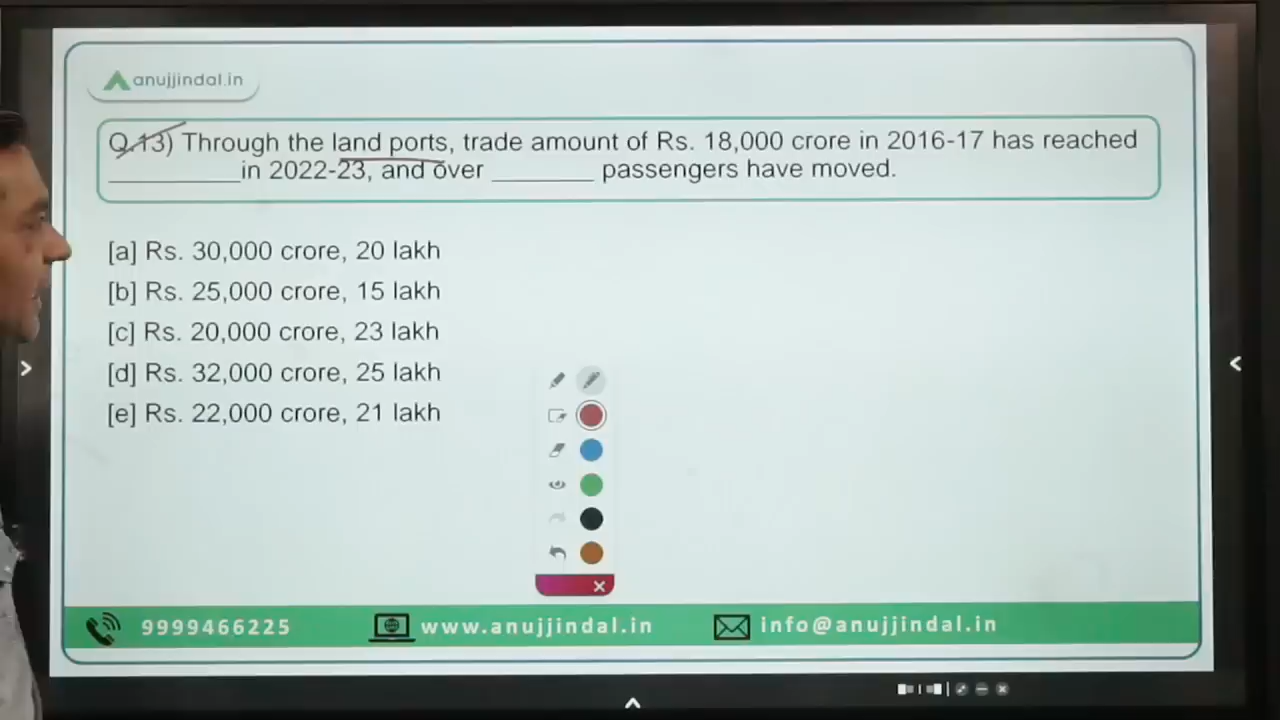 anujjindal.in
Q.13) Through the land ports, trade amount of Rs. 18,000 crore in 2016-17 has reached
_________in 2022-23, and over _______ passengers have moved.
[a] Rs. 30,000 crore, 20 lakh
[b] Rs. 25,000 crore, 15 lakh
[c] Rs. 20,000 crore, 23 lakh
[d] Rs. 32,000 crore, 25 lakh
[e] Rs. 22,000 crore, 21 lakh
9999466225 www.anujjindal.in info@anujjindal.in